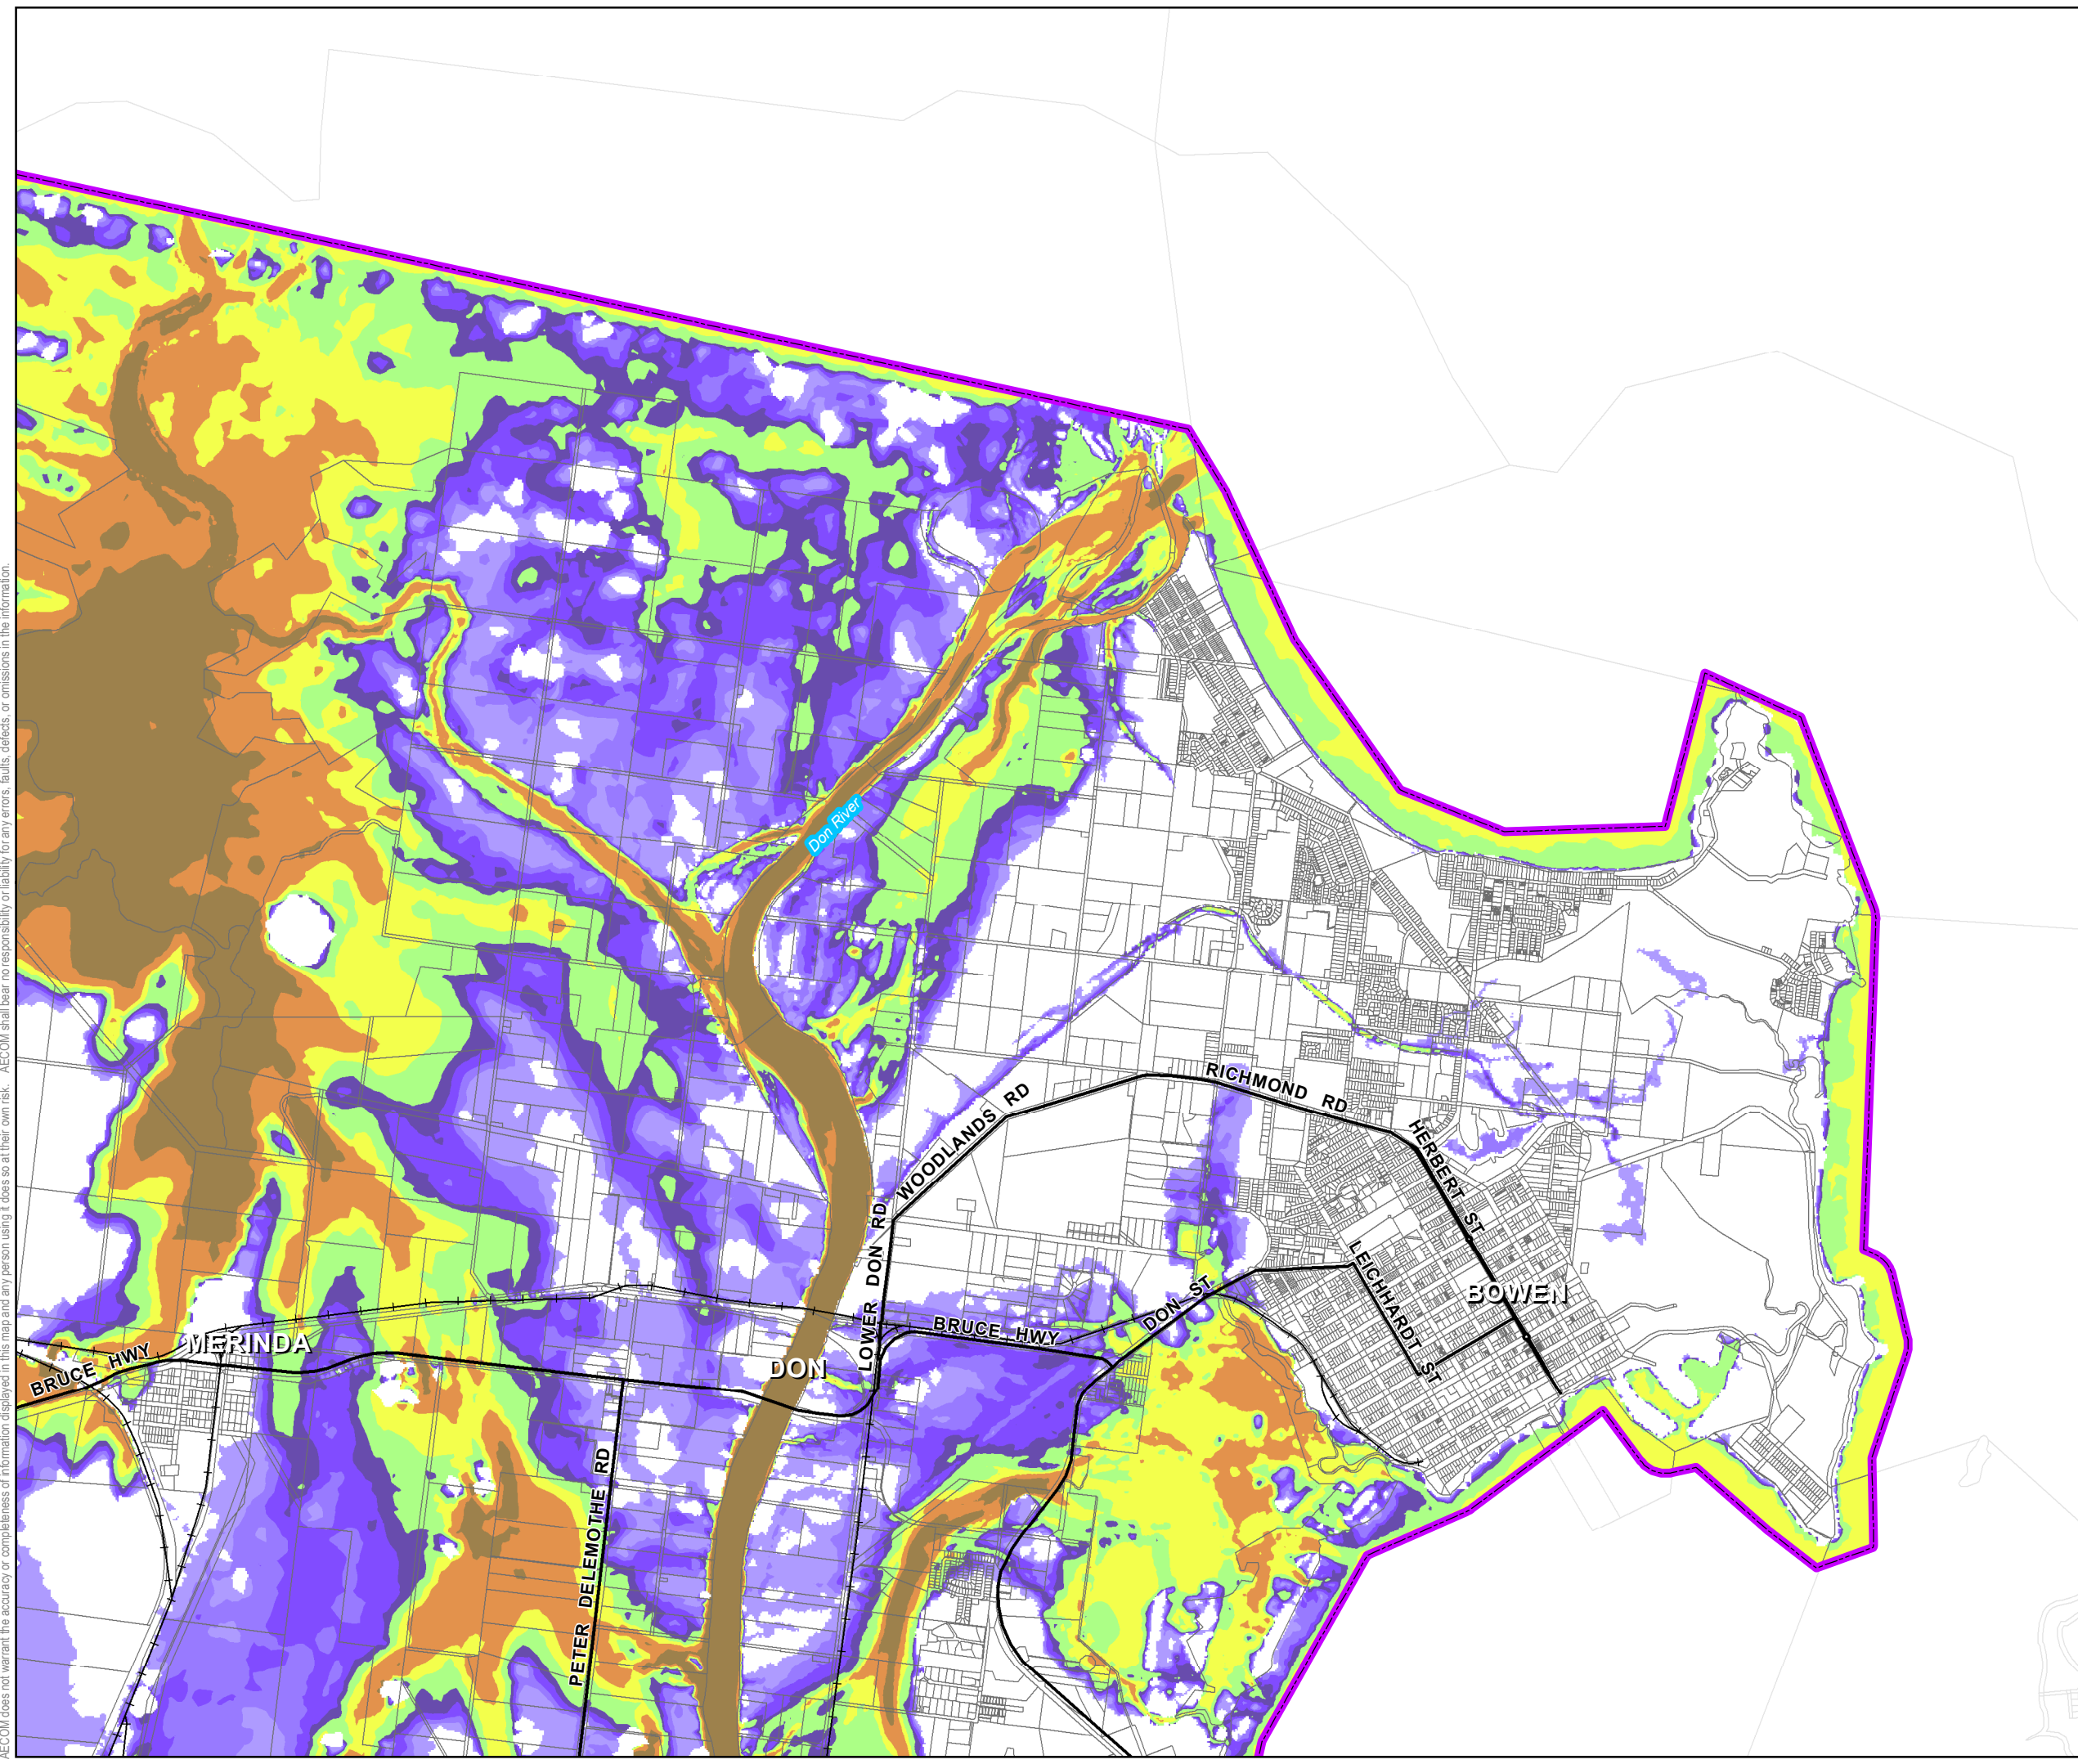 AECOM does not warrant the accuracy or completeness of information displayed in this map and any person using it does so at their own risk. AECOM shall bear no responsibility or liability for any errors, faults, defects, or omissions in the information.
Don River
RICHMOND RD
WOODLANDS RD
HERBERT ST
LOWER DON RD
LEICHHARDT ST
BOWEN
DON ST
BRUCE HWY
MERINDA
BRUCE HWY
DON
PETER DELEMOTHE RD